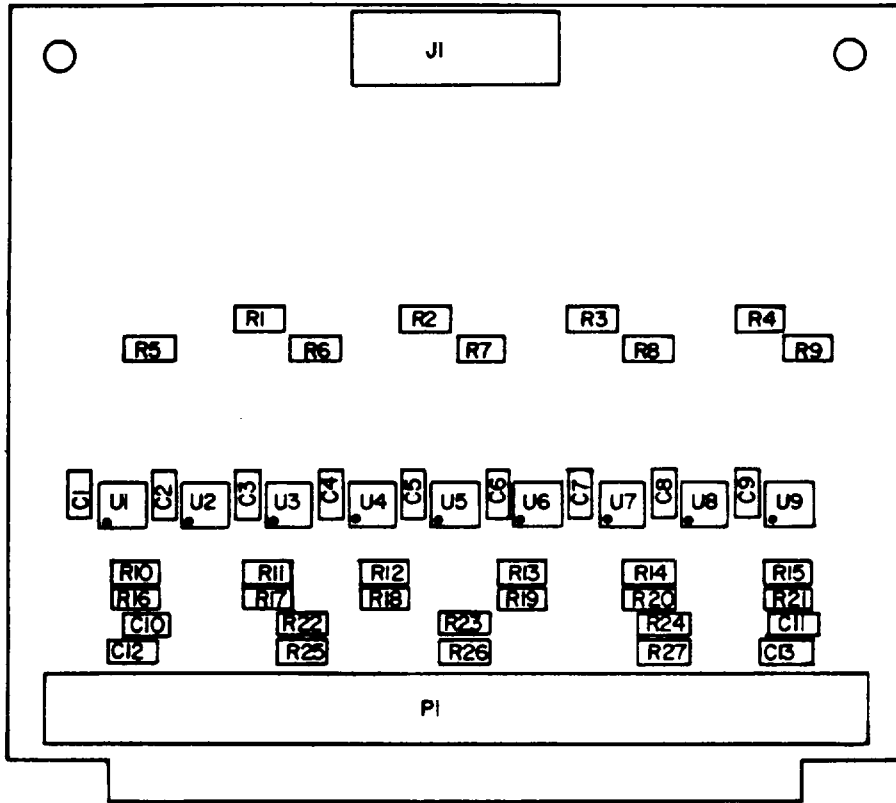 J1
R1 R2 R3 R4
R5 R6 R7 R8 R9
C1 U1 C2 U2 C3 U3 C4 U4 C5 U5 C6 U6 C7 U7 C8 U8 C9 U9
R10 R11 R12 R13 R14 R15
R16 R17 R18 R19 R20 R21
C10 R22 R23 R24 C11
C12 R25 R26 R27 C13
P1